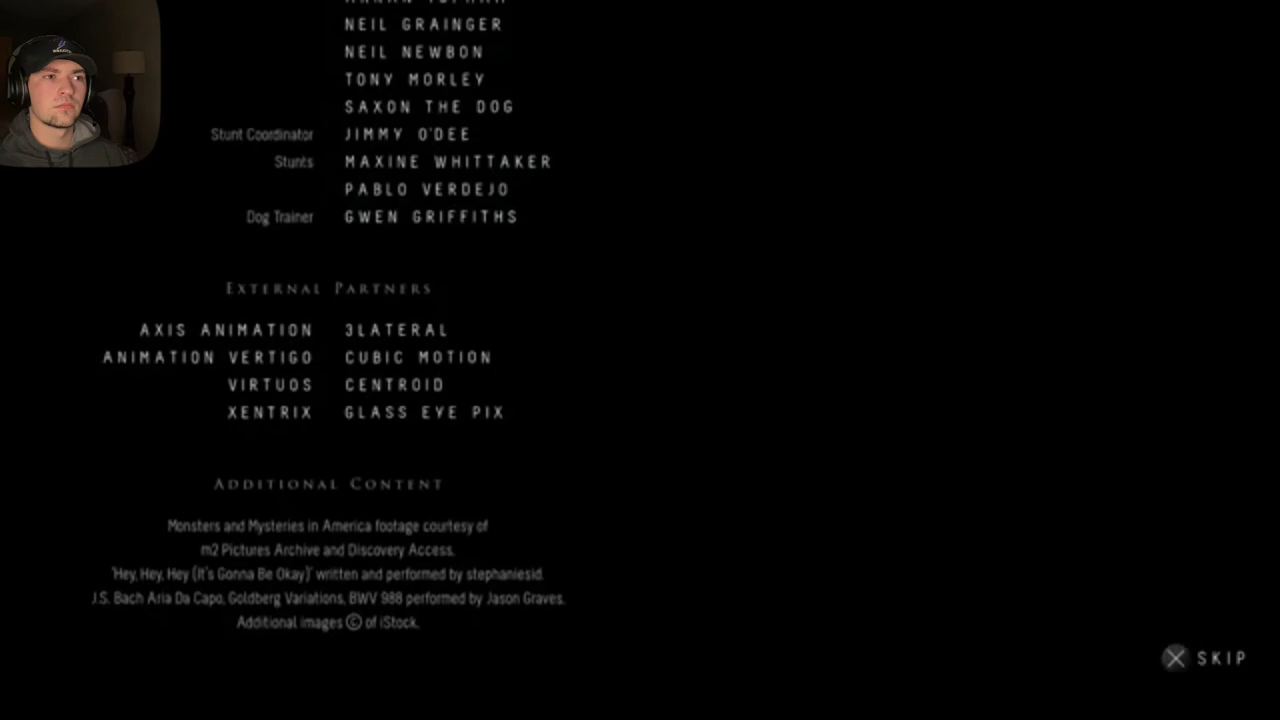 NEIL GRAINGER
NEIL NEWBON
TONY MORLEY
SAXON THE DOG
Stunt Coordinator JIMMY O'DEE
Stunts MAXINE WHITTAKER
PABLO VERDEJO
Dog Trainer GWEN GRIFFITHS
EXTERNAL PARTNERS
AXIS ANIMATION 3LATERAL
ANIMATION VERTIGO CUBIC MOTION
VIRTUOS CENTROID
XENTRIX GLASS EYE PIX
ADDITIONAL CONTENT
Monsters and Mysteries in America footage courtesy of
m2 Pictures Archive and Discovery Access.
'Hey, Hey, Hey (It's Gonna Be Okay)' written and performed by stephaniesid.
J.S. Bach Aria Da Capo, Goldberg Variations, BWV 988 performed by Jason Graves.
Additional images © of iStock.
SKIP